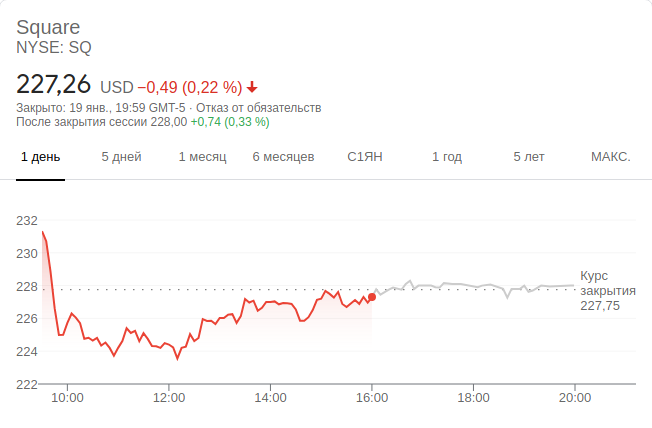 Square
NYSE: SQ
227,26 USD −0,49 (0,22 %)
Закрыто: 19 янв., 19:59 GMT-5 · Отказ от обязательств
После закрытия сессии 228,00 +0,74 (0,33 %)
1 день 5 дней 1 месяц 6 месяцев С1ЯН 1 год 5 лет МАКС.
232
230
228
226
224
222
Курс
закрытия
227,75
10:00 12:00 14:00 16:00 18:00 20:00